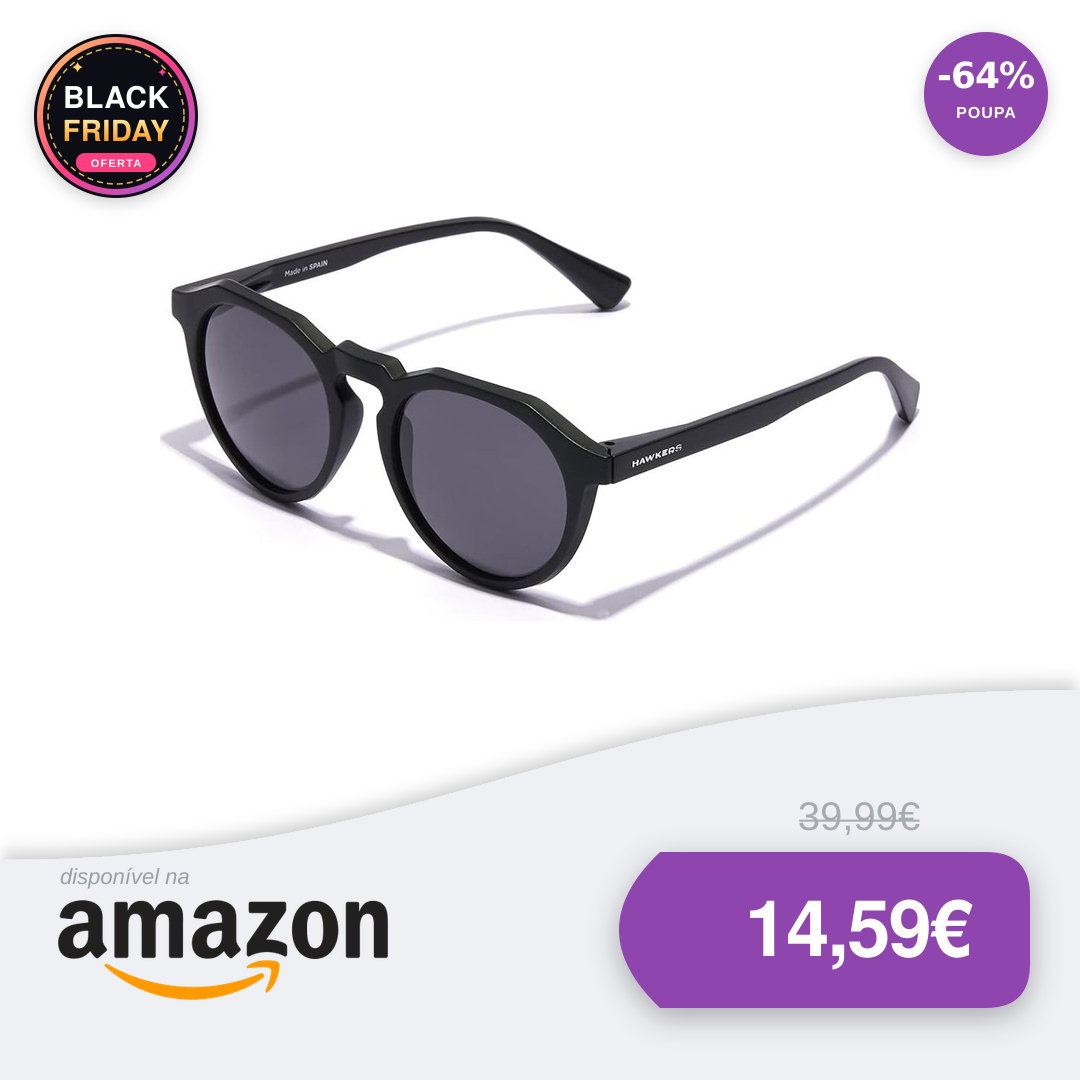 BLACK
FRIDAY
OFERTA
-64%
POUPA
Made in SPAIN
HAWKERS
39,99€
disponível na
amazon
14,59€